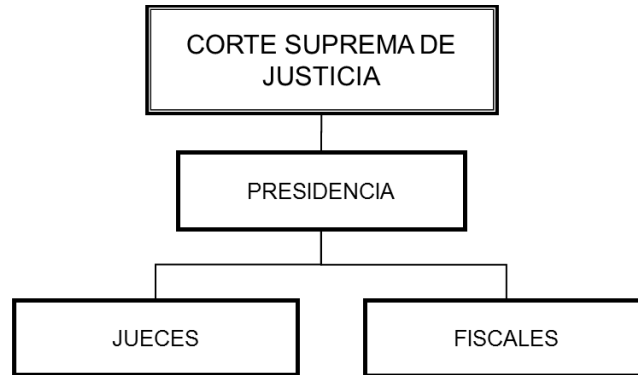 CORTE SUPREMA DE
JUSTICIA
PRESIDENCIA
JUECES
FISCALES